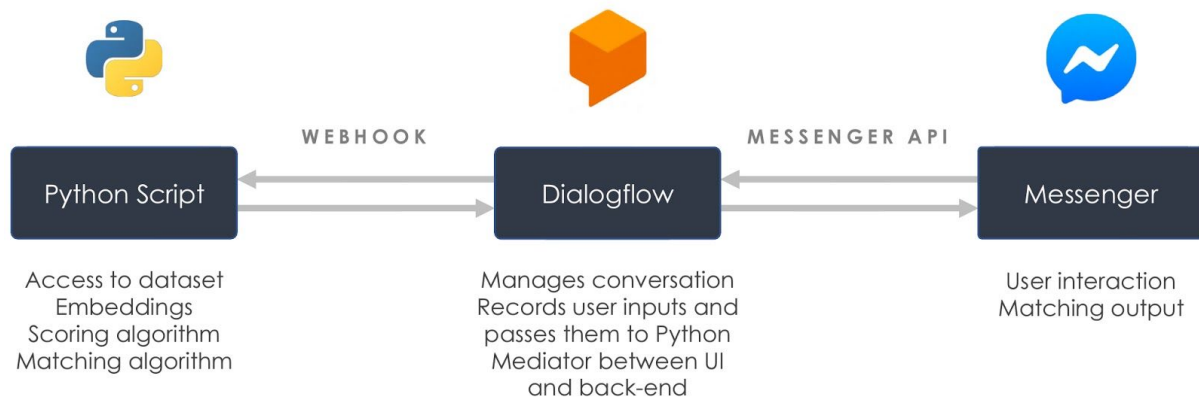 WEBHOOK
MESSENGER API
Python Script
Dialogflow
Messenger
Access to dataset
Embeddings
Scoring algorithm
Matching algorithm
Manages conversation
Records user inputs and
passes them to Python
Mediator between UI
and back-end
User interaction
Matching output